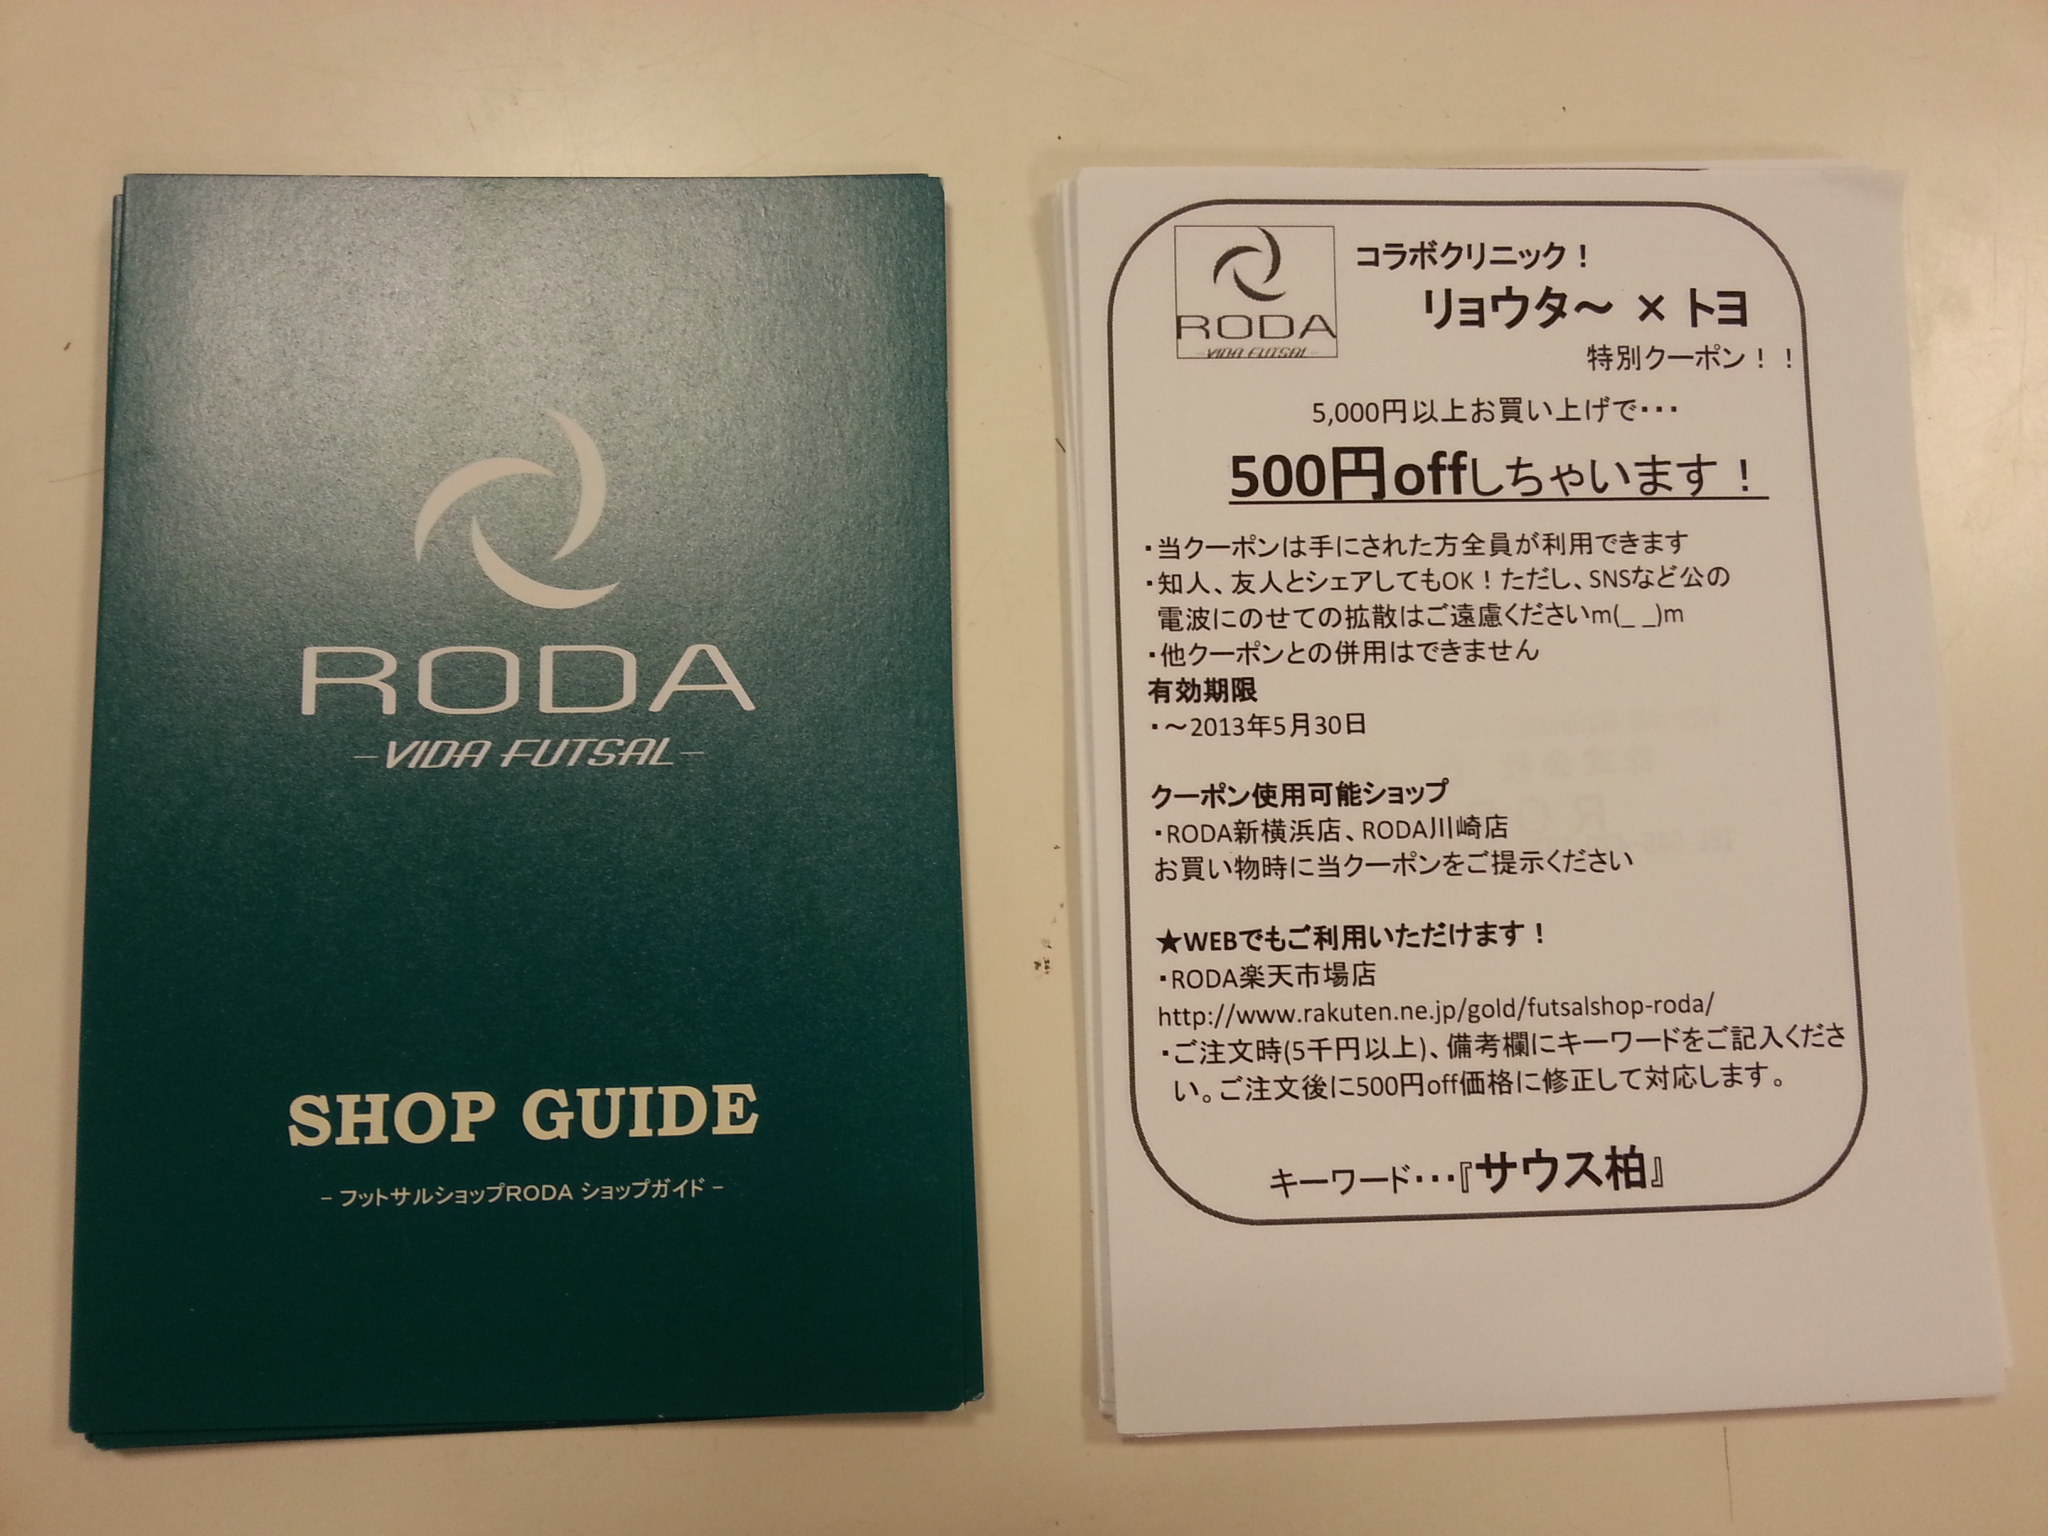 RODA
-VIDA FUTSAL-
SHOP GUIDE
- フットサルショップRODA ショップガイド -
RODA
-VIDA FUTSAL-
コラボクリニック！
リョウタ～ × トヨ
特別クーポン！！
5,000円以上お買い上げで・・・
500円offしちゃいます！
・当クーポンは手にされた方全員が利用できます
・知人、友人とシェアしてもOK！ただし、SNSなど公の
電波にのせての拡散はご遠慮くださいm(_ _)m
・他クーポンとの併用はできません
有効期限
・～2013年5月30日
クーポン使用可能ショップ
・RODA新横浜店、RODA川崎店
お買い物時に当クーポンをご提示ください
★WEBでもご利用いただけます！
・RODA楽天市場店
http://www.rakuten.ne.jp/gold/futsalshop-roda/
・ご注文時(5千円以上)、備考欄にキーワードをご記入くださ
い。ご注文後に500円off価格に修正して対応します。
キーワード・・・『サウス柏』